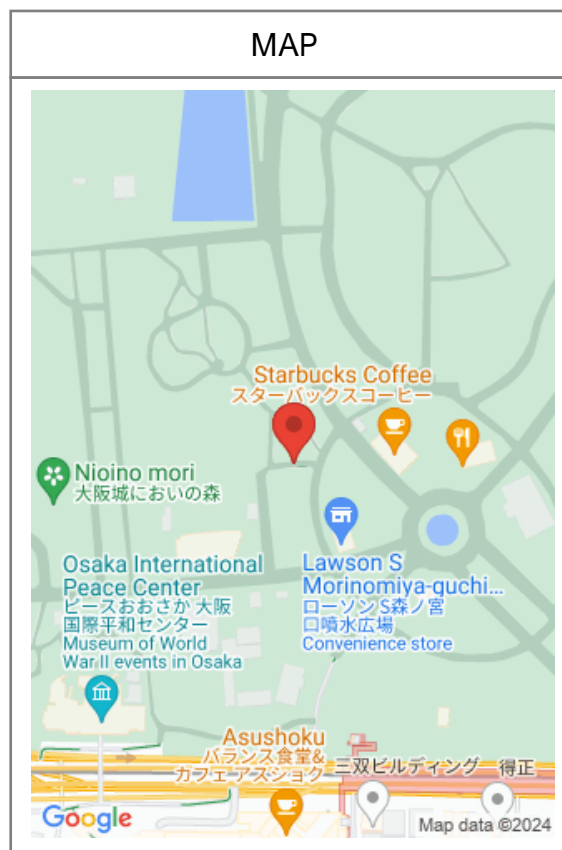 MAP
Starbucks Coffee
スターバックスコーヒー
Nioino mori
大阪城においの森
Osaka International
Peace Center
ピースおおさか 大阪
国際平和センター
Museum of World
War II events in Osaka
Lawson S
Morinomiya-guchi...
ローソン S森ノ宮
口噴水広場
Convenience store
Asushoku
バランス食堂&
カフェ アスショク
三双ビルディング
得正
Google
Map data ©2024